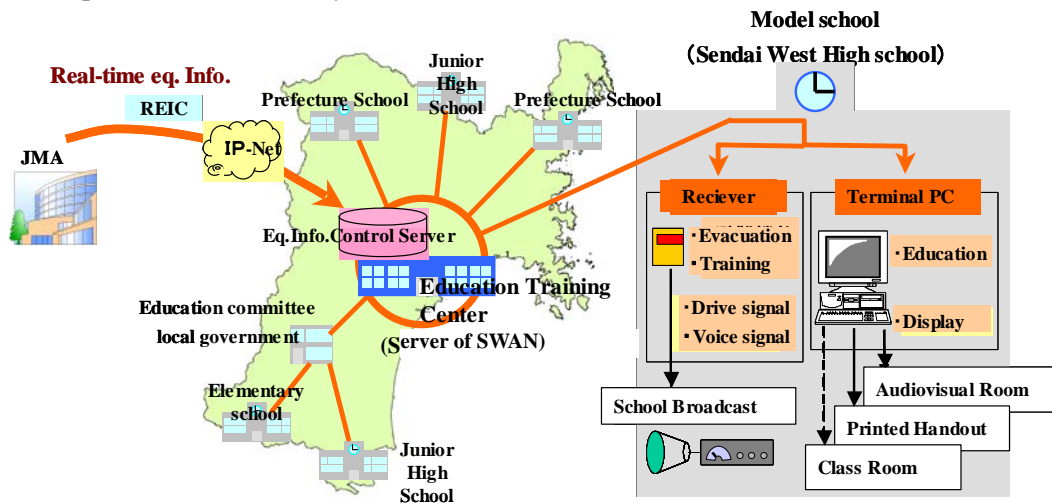 Model school
（Sendai West High school）
Real-time eq. Info.
REIC
IP-Net
JMA
Prefecture School
Junior
High
School
Prefecture School
Eq.Info.Control Server
Education Training
Center
(Server of SWAN)
Education committee
local government
Elementary
school
Junior
High
School
Reciever
・Evacuation
・Training
・Drive signal
・Voice signal
Terminal PC
・Education
・Display
School Broadcast
Audiovisual Room
Printed Handout
Class Room